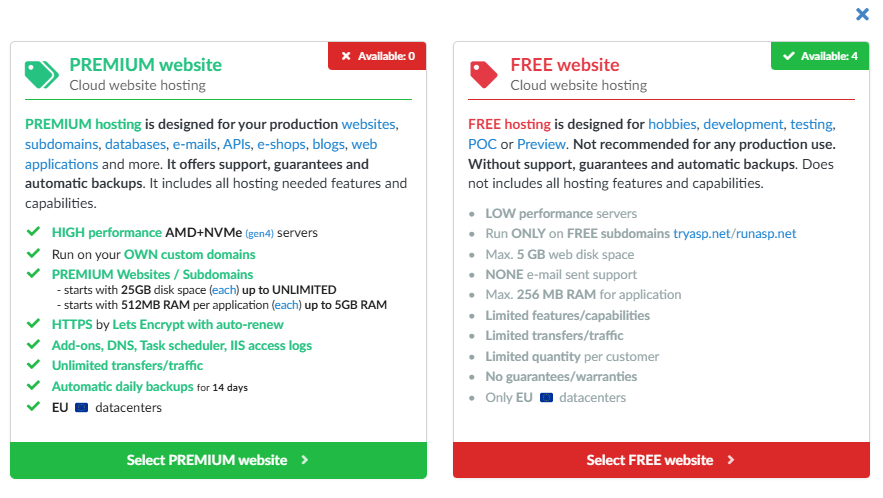 Available: 0
PREMIUM website
Cloud website hosting
PREMIUM hosting is designed for your production websites,
subdomains, databases, e-mails, APIs, e-shops, blogs, web
applications and more. It offers support, guarantees and
automatic backups. It includes all hosting needed features and
capabilities.
HIGH performance AMD+NVMe (gen4) servers
Run on your OWN custom domains
PREMIUM Websites / Subdomains
- starts with 25GB disk space (each) up to UNLIMITED
- starts with 512MB RAM per application (each) up to 5GB RAM
HTTPS by Lets Encrypt with auto-renew
Add-ons, DNS, Task scheduler, IIS access logs
Unlimited transfers/traffic
Automatic daily backups for 14 days
EU datacenters
Select PREMIUM website
Available: 4
FREE website
Cloud website hosting
FREE hosting is designed for hobbies, development, testing,
POC or Preview. Not recommended for any production use.
Without support, guarantees and automatic backups. Does
not includes all hosting features and capabilities.
LOW performance servers
Run ONLY on FREE subdomains tryasp.net/runasp.net
Max. 5 GB web disk space
NONE e-mail sent support
Max. 256 MB RAM for application
Limited features/capabilities
Limited transfers/traffic
Limited quantity per customer
No guarantees/warranties
Only EU datacenters
Select FREE website